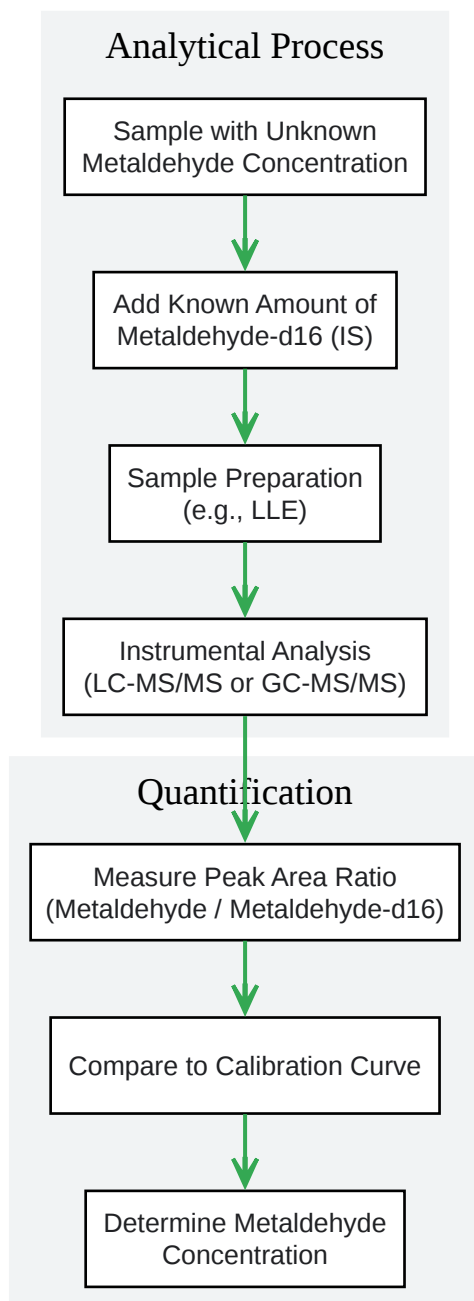 Analytical Process
Sample with Unknown
Metaldehyde Concentration
Add Known Amount of
Metaldehyde-d16 (IS)
Sample Preparation
(e.g., LLE)
Instrumental Analysis
(LC-MS/MS or GC-MS/MS)
Quantification
Measure Peak Area Ratio
(Metaldehyde / Metaldehyde-d16)
Compare to Calibration Curve
Determine Metaldehyde
Concentration